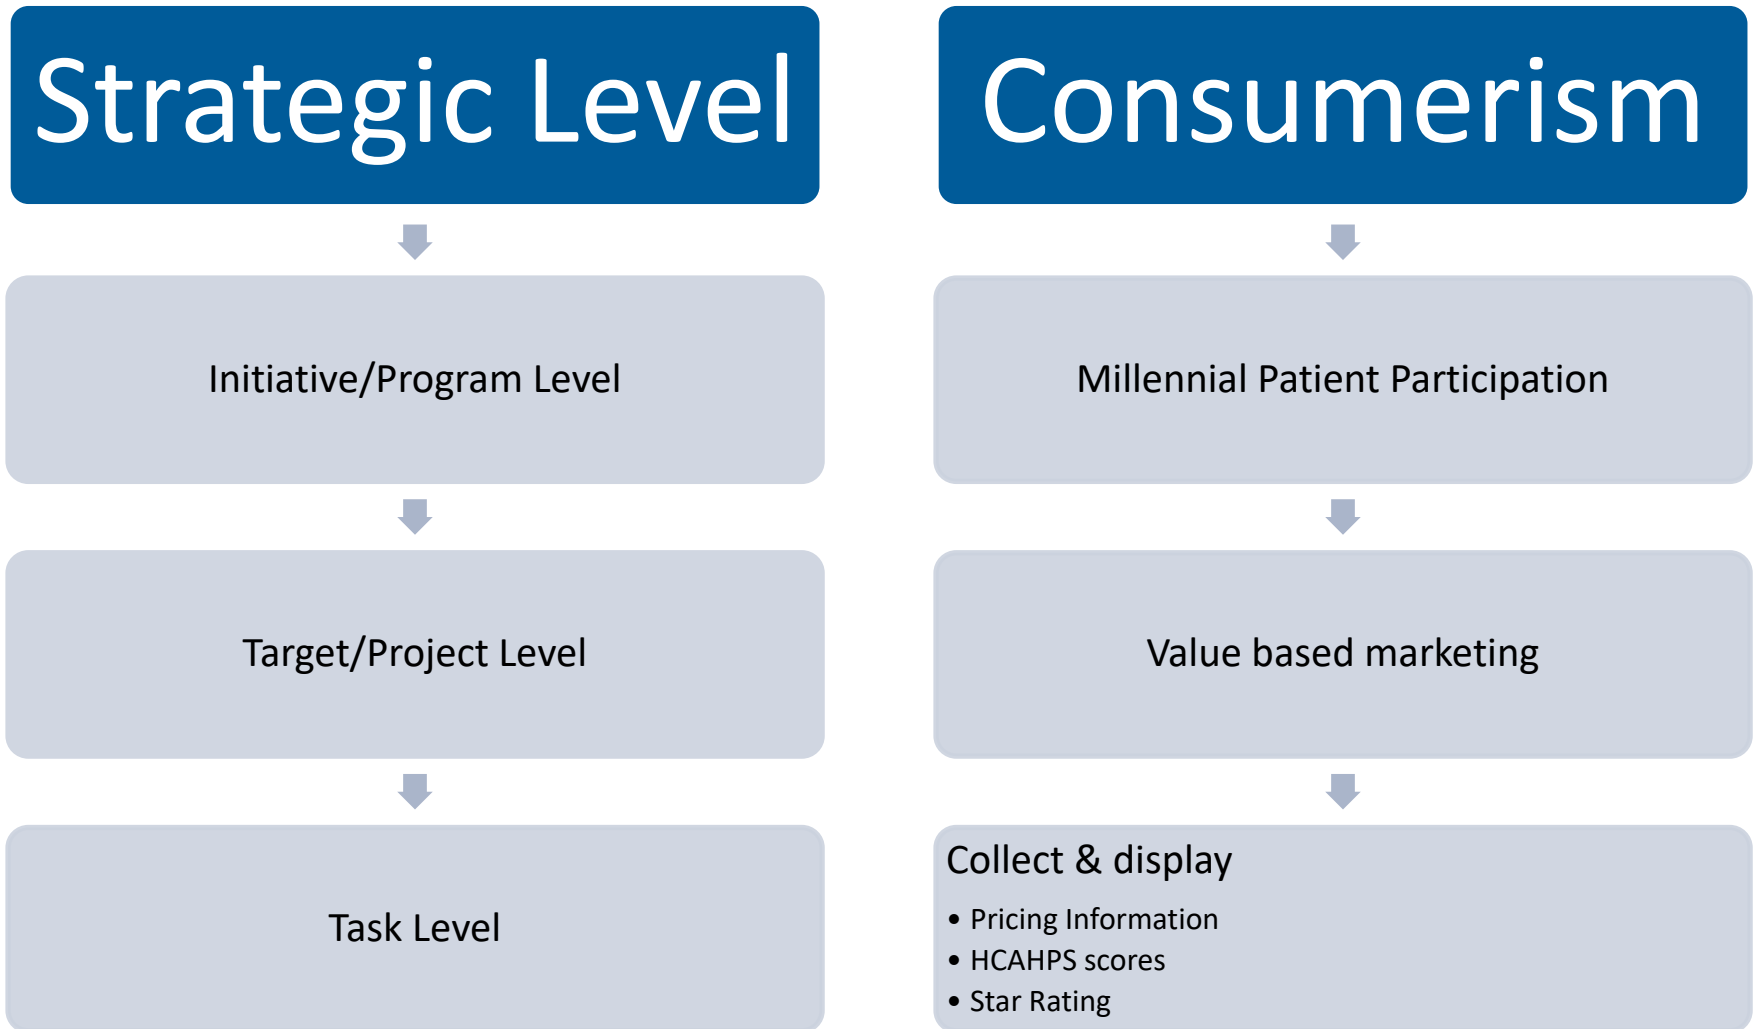 Strategic Level
Initiative/Program Level
Target/Project Level
Task Level
Consumerism
Millennial Patient Participation
Value based marketing
Collect & display
• Pricing Information
• HCAHPS scores
• Star Rating